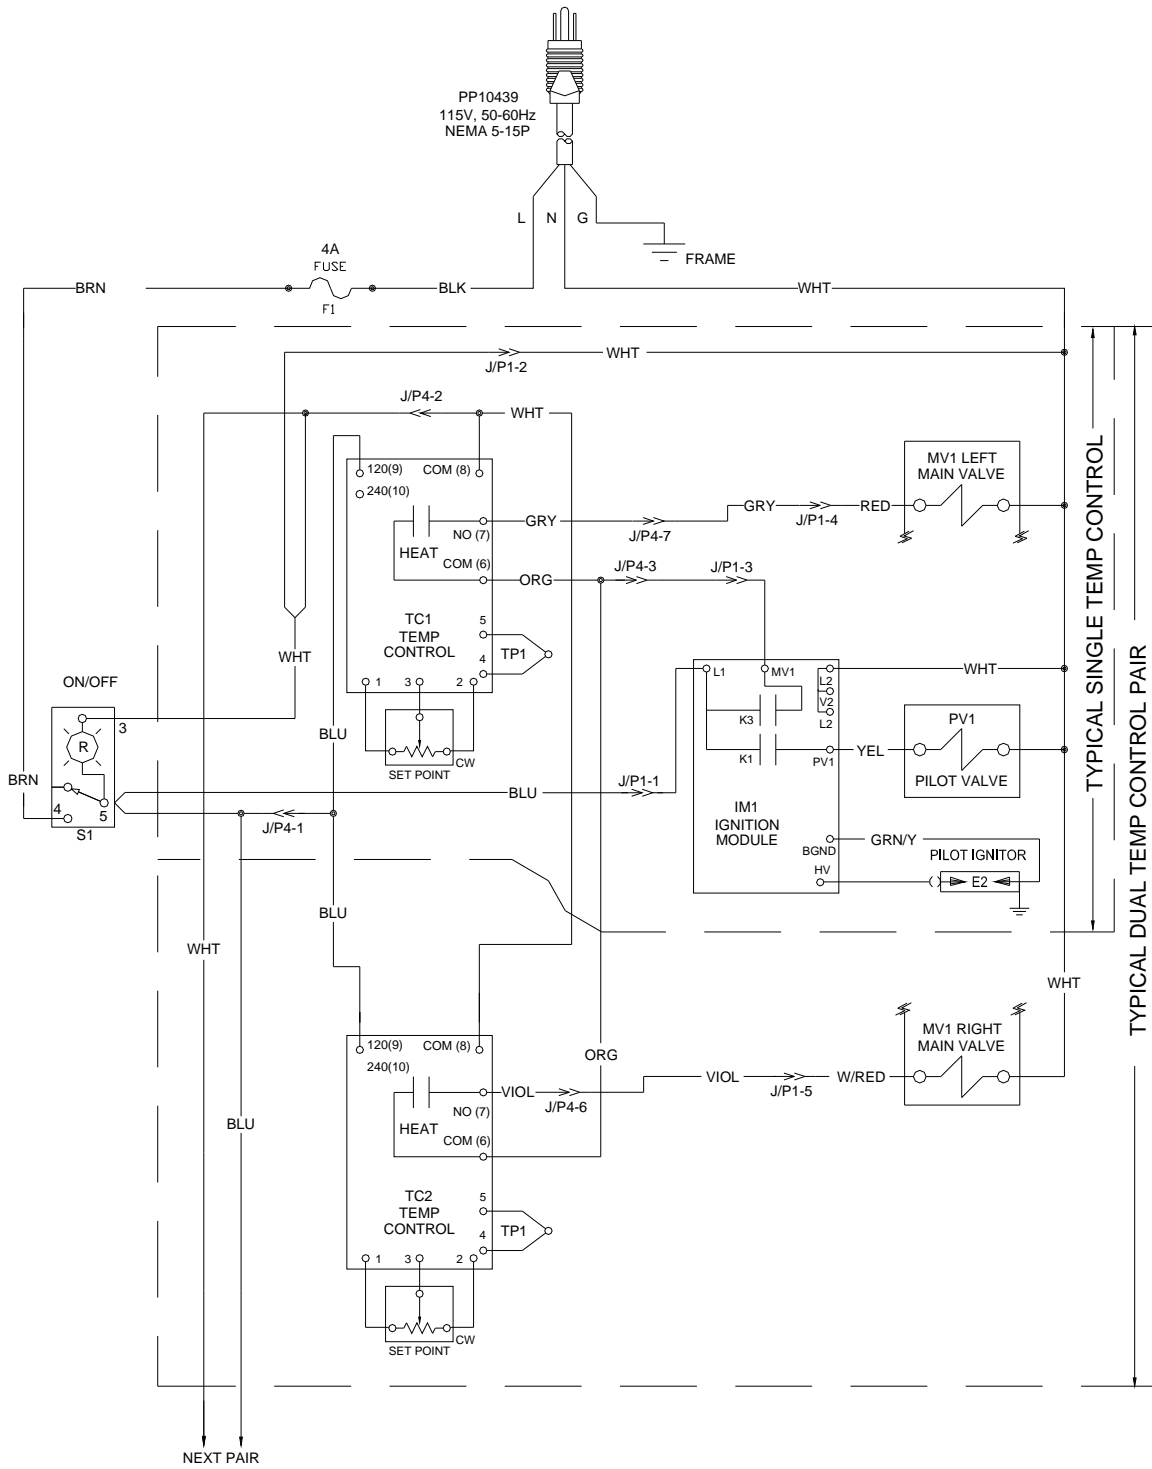 PP10439
115V, 50-60Hz
NEMA 5-15P
L N G
FRAME
4A
FUSE
F1
BRN
BLK
WHT
J/P1-2
WHT
J/P4-2
WHT
120(9) COM (8)
240(10)
NO (7)
HEAT
COM (6)
TC1
TEMP
CONTROL
5
4
TP1
1 3 2
SET POINT
CW
GRY
J/P4-7
GRY
J/P1-4
RED
MV1 LEFT
MAIN VALVE
ORG
J/P4-3
J/P1-3
L1
MV1
L2
V2
L2
K3
K1
PV1
IM1
IGNITION
MODULE
BGND
HV
WHT
YEL
PV1
PILOT VALVE
GRN/Y
PILOT IGNITOR
E2
TYPICAL SINGLE TEMP CONTROL
TYPICAL DUAL TEMP CONTROL PAIR
WHT
ON/OFF
3
R
BRN
4
5
S1
BLU
BLU
J/P1-1
J/P4-1
BLU
WHT
BLU
WHT
120(9) COM (8)
240(10)
NO (7)
HEAT
COM (6)
TC2
TEMP
CONTROL
5
4
TP1
1 3 2
SET POINT
CW
VIOL
J/P4-6
ORG
VIOL
J/P1-5
W/RED
MV1 RIGHT
MAIN VALVE
NEXT PAIR